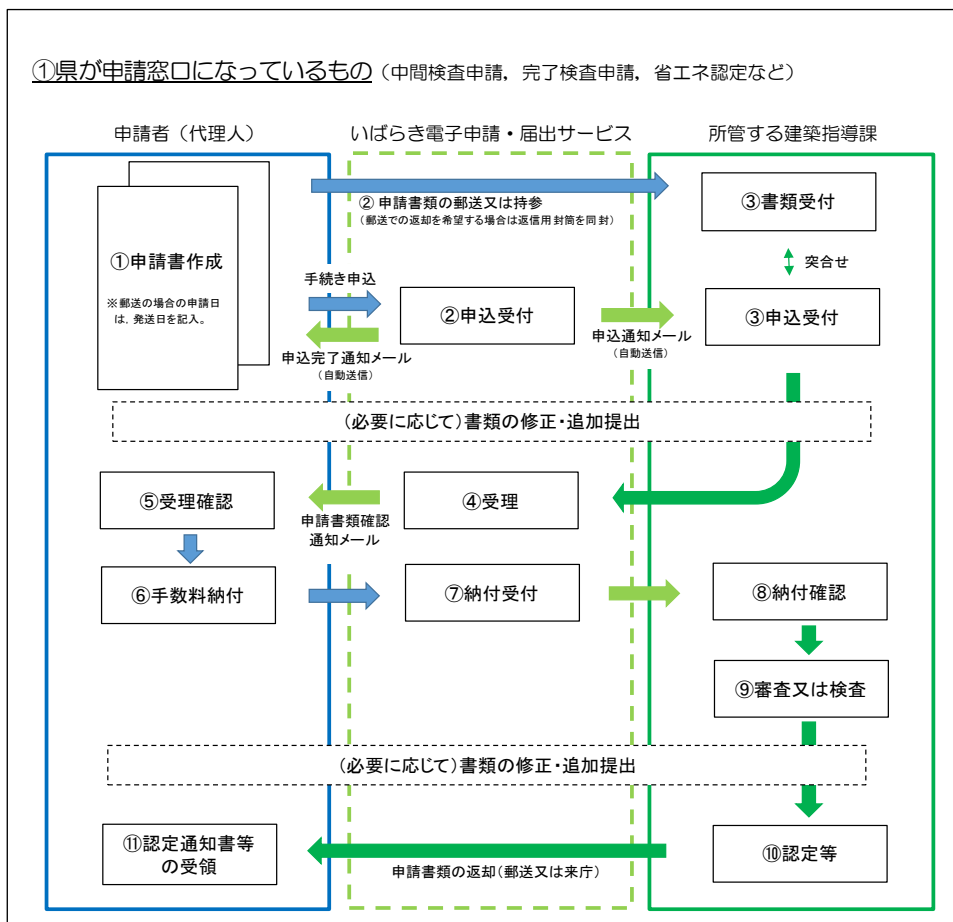 ①県が申請窓口になっているもの（中間検査申請，完了検査申請，省エネ認定など）
申請者（代理人）
いばらき電子申請・届出サービス
所管する建築指導課
①申請書作成
※郵送の場合の申請日
は、発送日を記入。
② 申請書類の郵送又は持参
（郵送での返却を希望する場合は返信用封筒を同封）
③書類受付
突合せ
手続き申込
②申込受付
③申込受付
申込完了通知メール
（自動送信）
申込通知メール
（自動送信）
（必要に応じて）書類の修正・追加提出
⑤受理確認
④受理
申請書類確認
通知メール
⑥手数料納付
⑦納付受付
⑧納付確認
⑨審査又は検査
（必要に応じて）書類の修正・追加提出
⑪認定通知書等
の受領
⑩認定等
申請書類の返却（郵送又は来庁）